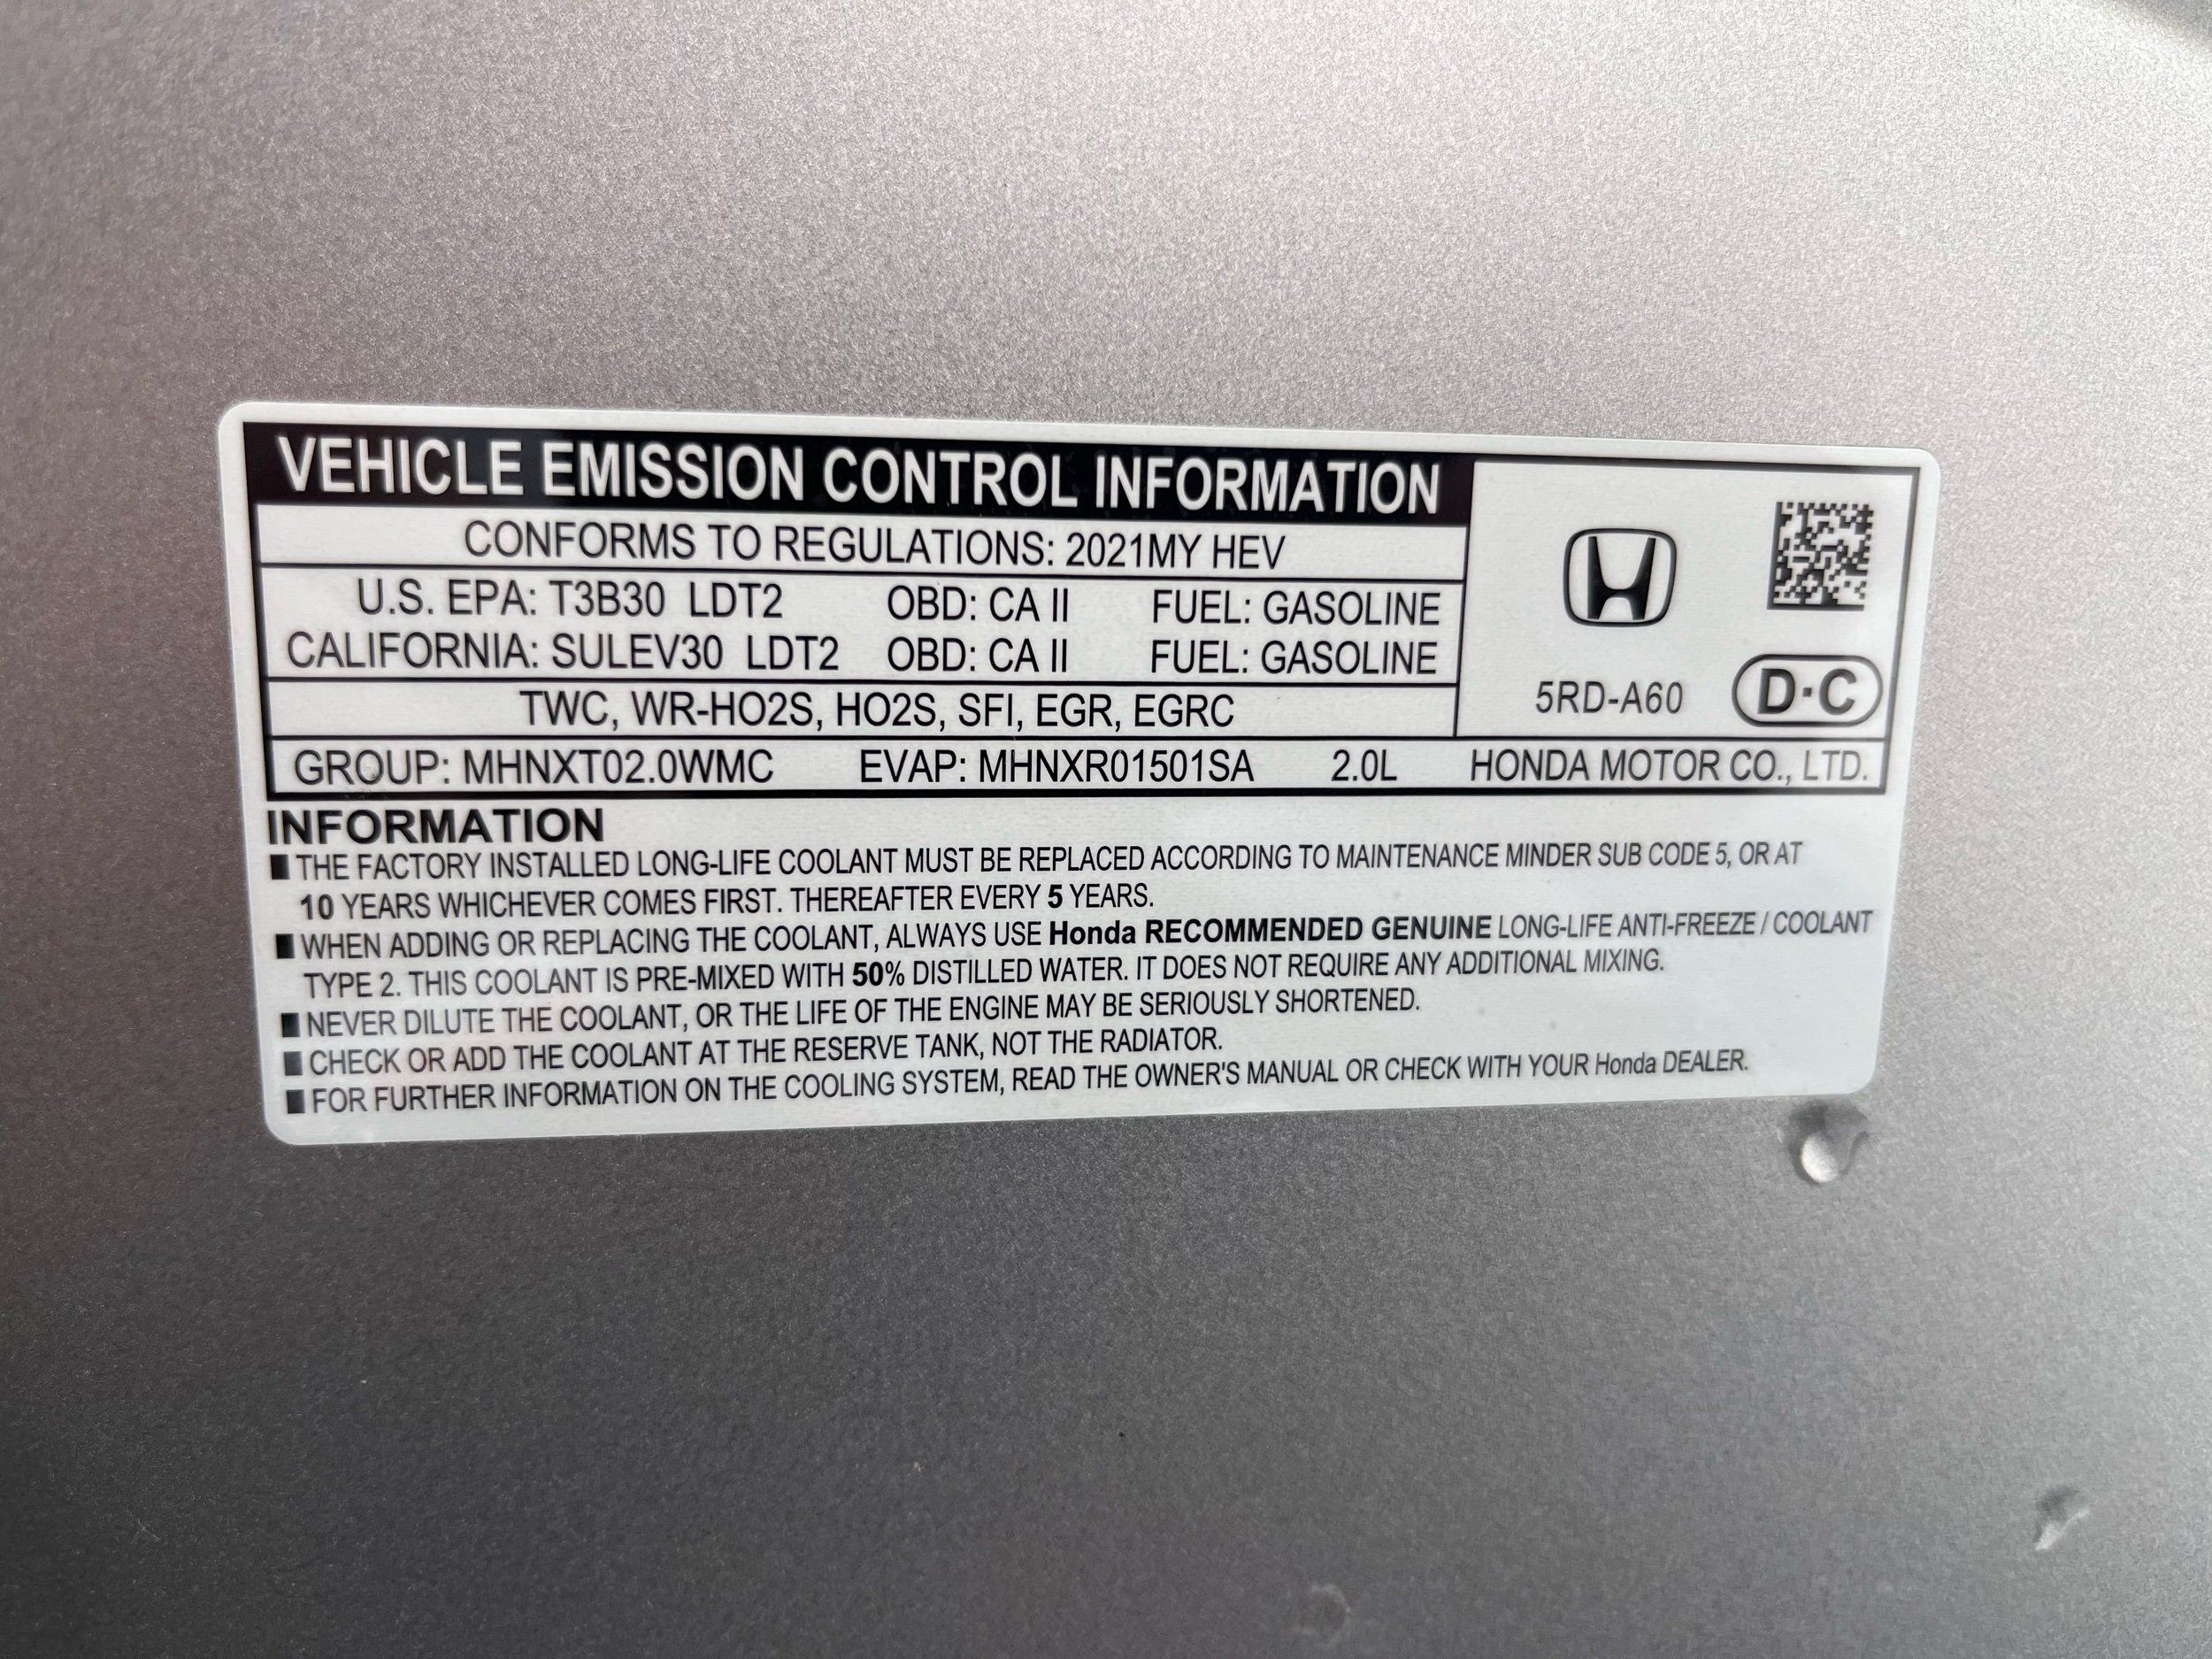 VEHICLE EMISSION CONTROL INFORMATION
CONFORMS TO REGULATIONS: 2021MY HEV
U.S. EPA: T3B30 LDT2 OBD: CA II FUEL: GASOLINE
CALIFORNIA: SULEV30 LDT2 OBD: CA II FUEL: GASOLINE
TWC, WR-HO2S, HO2S, SFI, EGR, EGRC
5RD-A60 D·C
GROUP: MHNXT02.0WMC EVAP: MHNXR01501SA 2.0L HONDA MOTOR CO., LTD.
INFORMATION
■ THE FACTORY INSTALLED LONG-LIFE COOLANT MUST BE REPLACED ACCORDING TO MAINTENANCE MINDER SUB CODE 5, OR AT
10 YEARS WHICHEVER COMES FIRST. THEREAFTER EVERY 5 YEARS.
■ WHEN ADDING OR REPLACING THE COOLANT, ALWAYS USE Honda RECOMMENDED GENUINE LONG-LIFE ANTI-FREEZE / COOLANT
TYPE 2. THIS COOLANT IS PRE-MIXED WITH 50% DISTILLED WATER. IT DOES NOT REQUIRE ANY ADDITIONAL MIXING.
■ NEVER DILUTE THE COOLANT, OR THE LIFE OF THE ENGINE MAY BE SERIOUSLY SHORTENED.
■ CHECK OR ADD THE COOLANT AT THE RESERVE TANK, NOT THE RADIATOR.
■ FOR FURTHER INFORMATION ON THE COOLING SYSTEM, READ THE OWNER'S MANUAL OR CHECK WITH YOUR Honda DEALER.